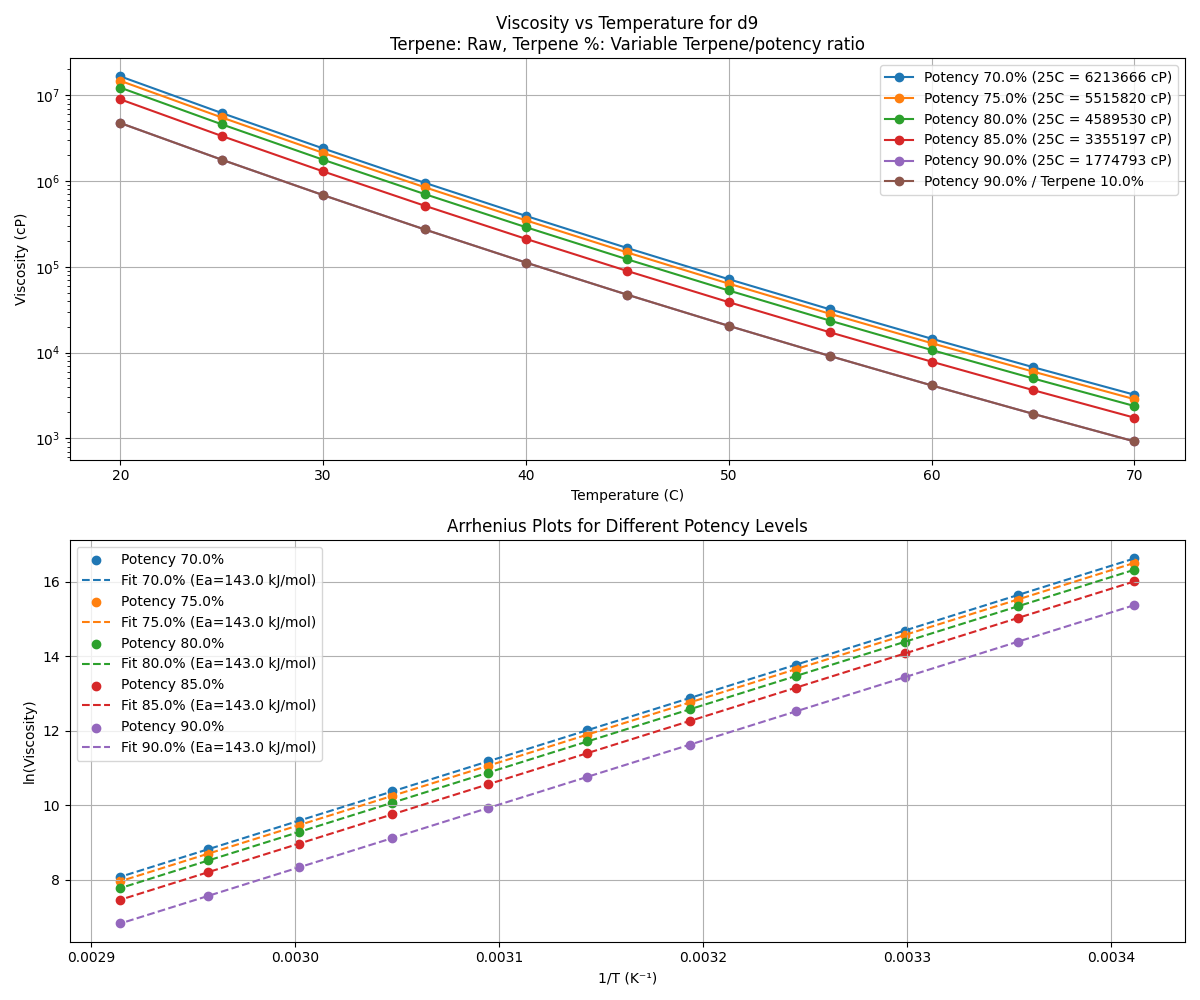 Viscosity vs Temperature for d9
Terpene: Raw, Terpene %: Variable Terpene/potency ratio
Viscosity (cP)
10⁷
10⁶
10⁵
10⁴
10³
Potency 70.0% (25C = 6213666 cP)
Potency 75.0% (25C = 5515820 cP)
Potency 80.0% (25C = 4589530 cP)
Potency 85.0% (25C = 3355197 cP)
Potency 90.0% (25C = 1774793 cP)
Potency 90.0% / Terpene 10.0%
20 30 40 50 60 70
Temperature (C)
Arrhenius Plots for Different Potency Levels
ln(Viscosity)
16
14
12
10
8
Potency 70.0%
Fit 70.0% (Ea=143.0 kJ/mol)
Potency 75.0%
Fit 75.0% (Ea=143.0 kJ/mol)
Potency 80.0%
Fit 80.0% (Ea=143.0 kJ/mol)
Potency 85.0%
Fit 85.0% (Ea=143.0 kJ/mol)
Potency 90.0%
Fit 90.0% (Ea=143.0 kJ/mol)
0.0029 0.0030 0.0031 0.0032 0.0033 0.0034
1/T (K⁻¹)